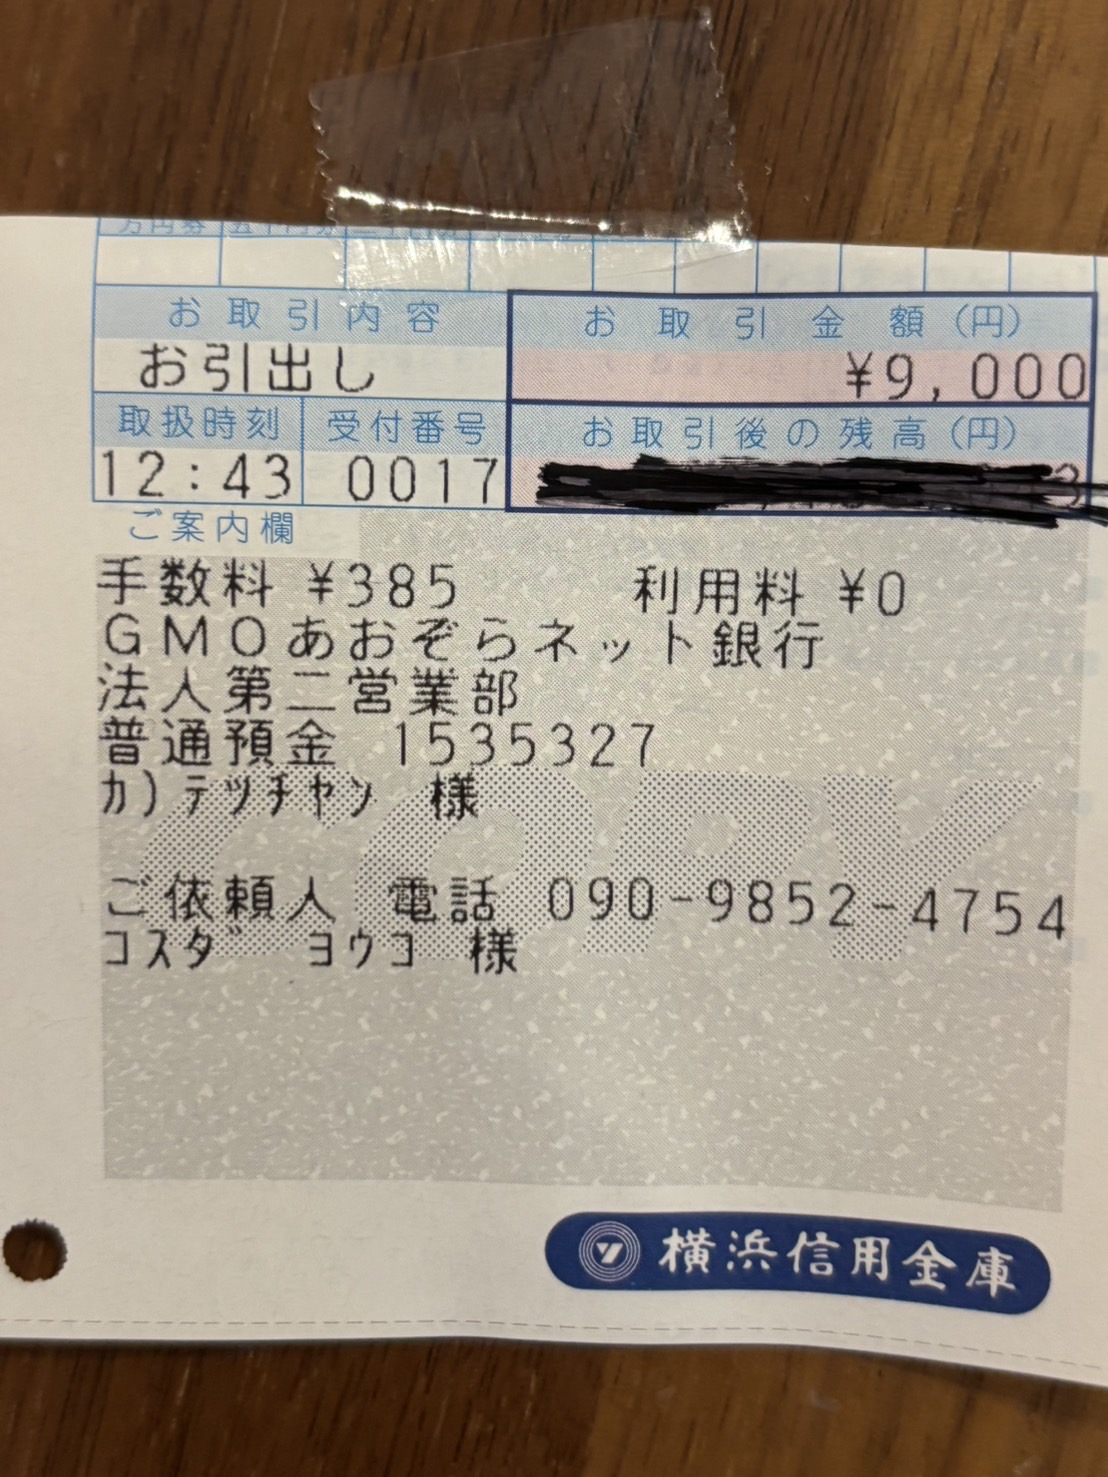 お取引内容 お取引金額(円)
お引出し ¥9,000
取扱時刻 受付番号 お取引後の残高(円)
12:43 0017
ご案内欄
手数料 ¥385 利用料 ¥0
GMOあおぞらネット銀行
法人第二営業部
普通預金 1535327
カ)テツチヤン 様
ご依頼人 電話 090-9852-4754
コスダ ヨウコ 様
COPY
横浜信用金庫